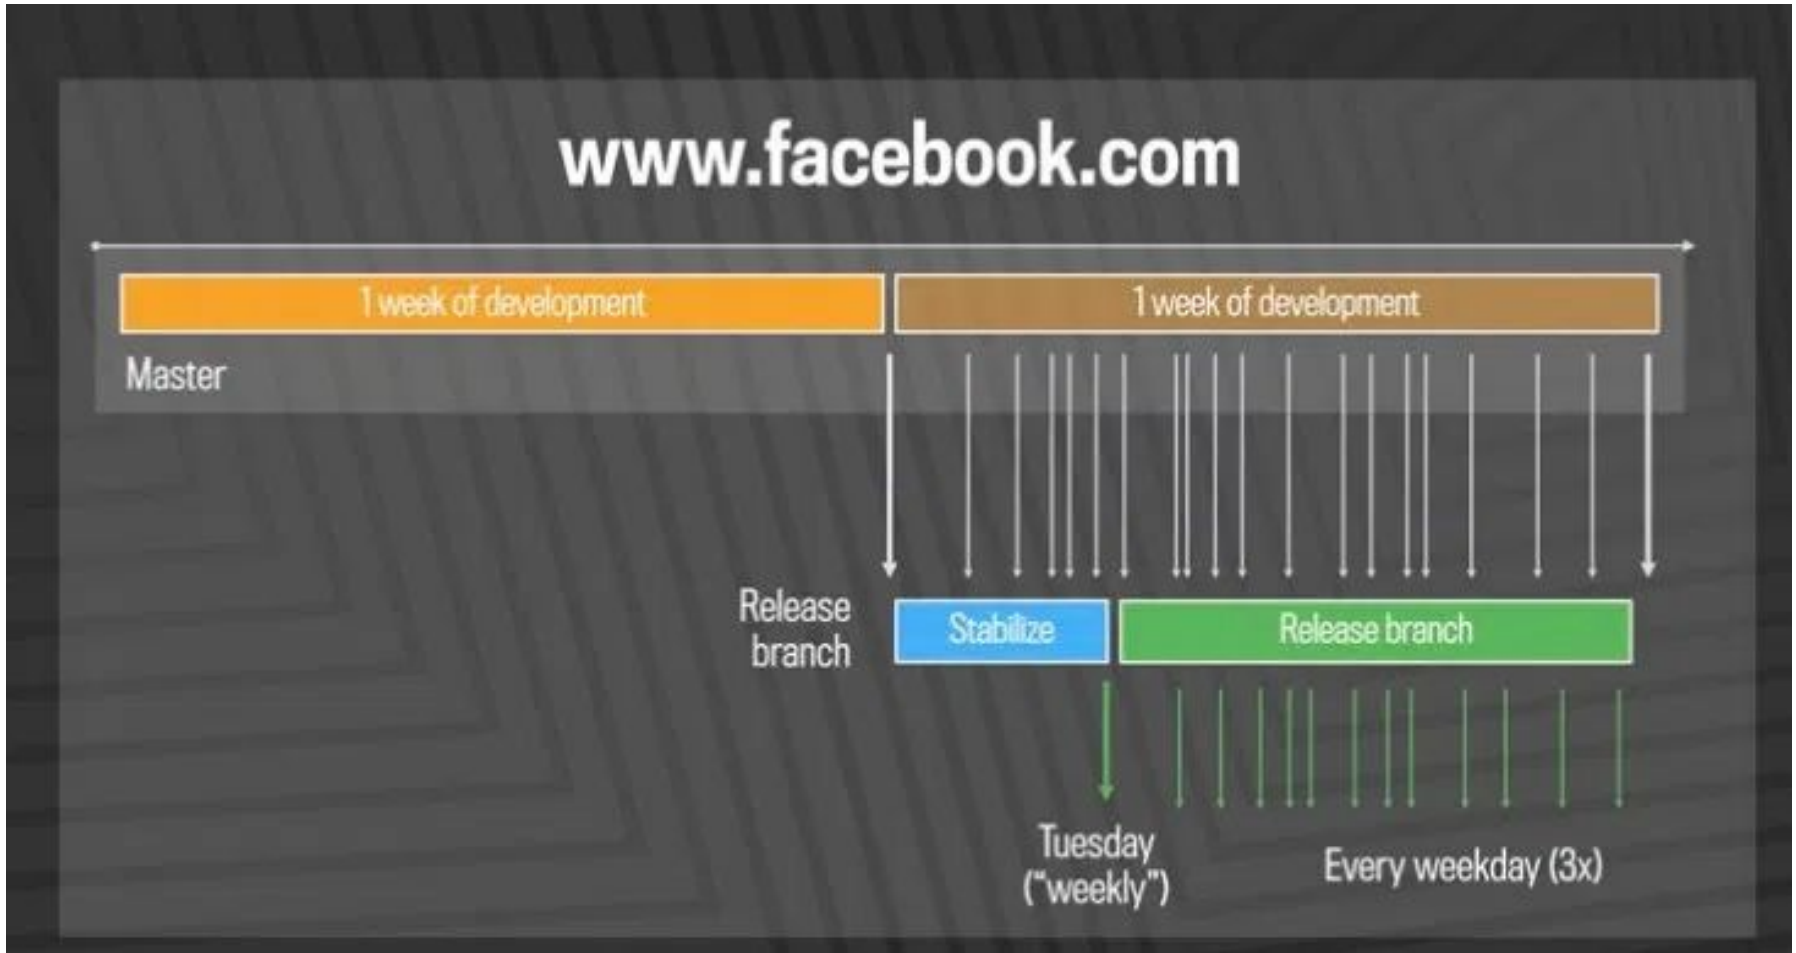 www.facebook.com
1 week of development
1 week of development
Master
Release
branch
Stabilize
Release branch
Tuesday
(“weekly”)
Every weekday (3x)